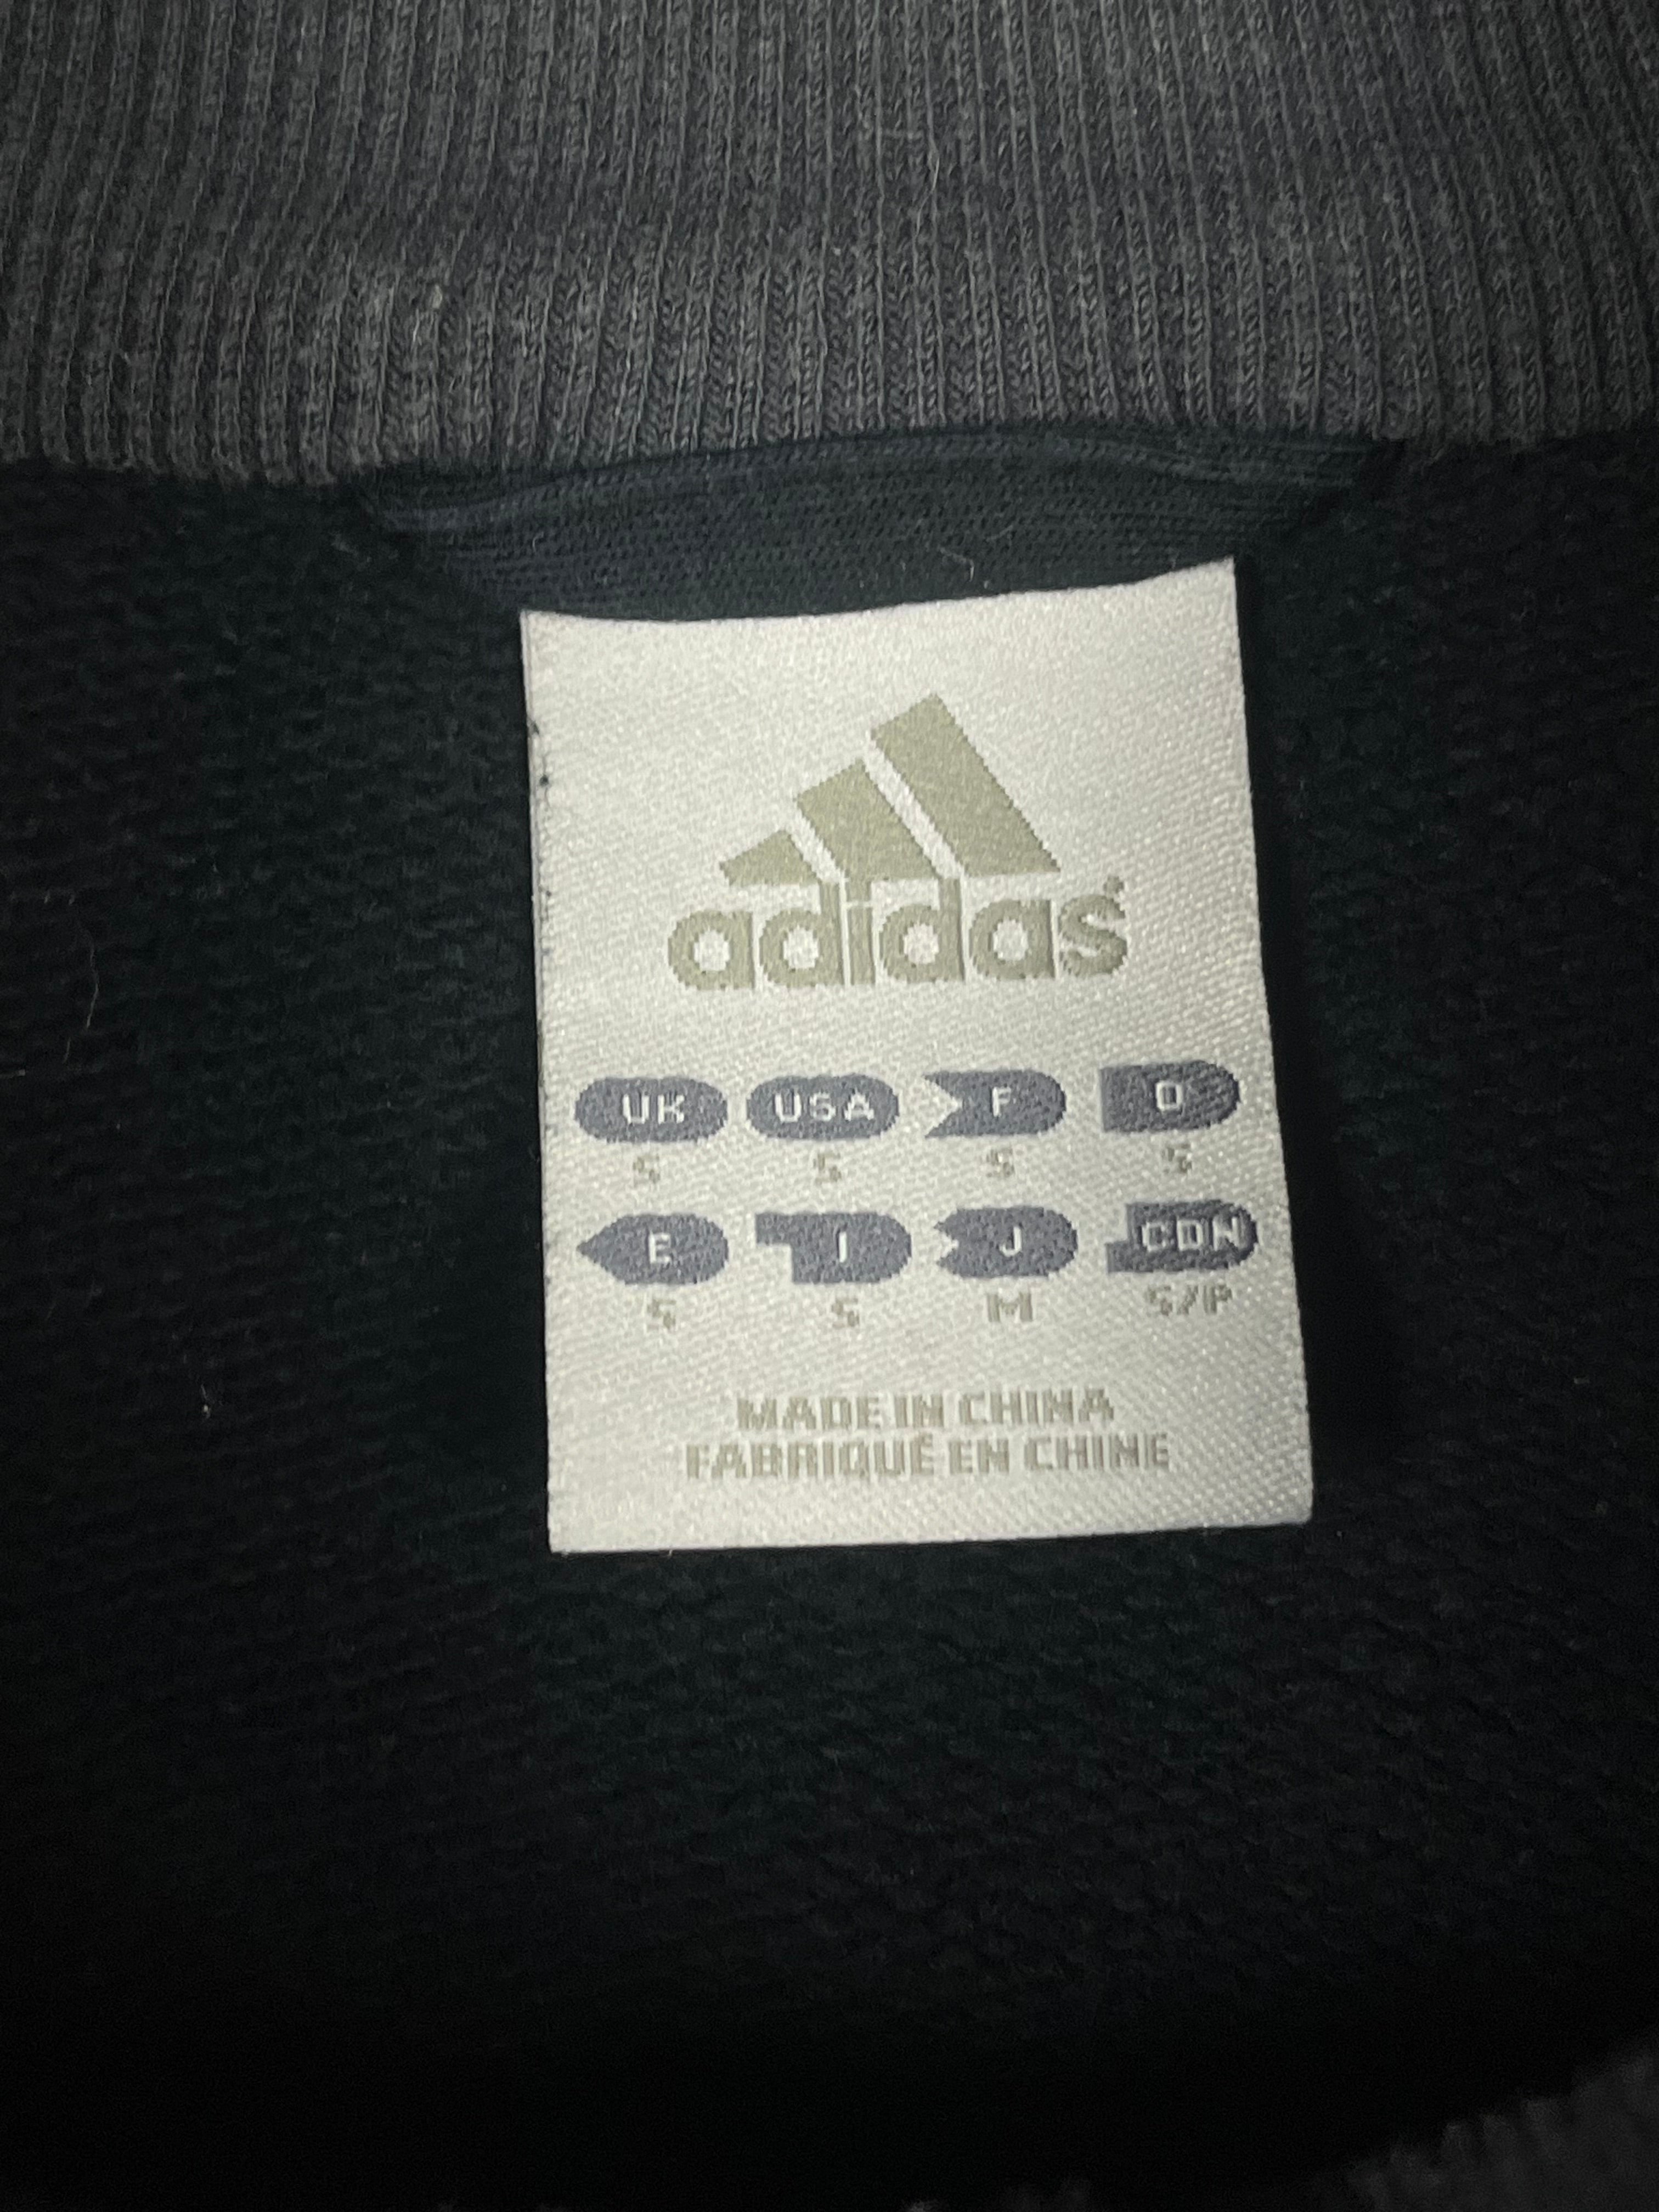 adidas
UK USA F D
S S S S
E I J CDN
S S M S/P
MADE IN CHINA
FABRIQUÉ EN CHINE